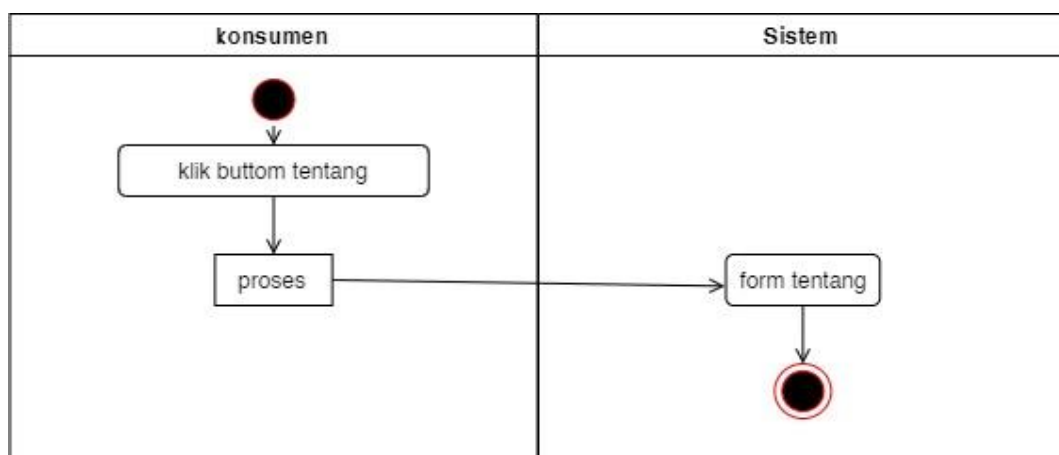 konsumen
Sistem
klik buttom tentang
proses
form tentang